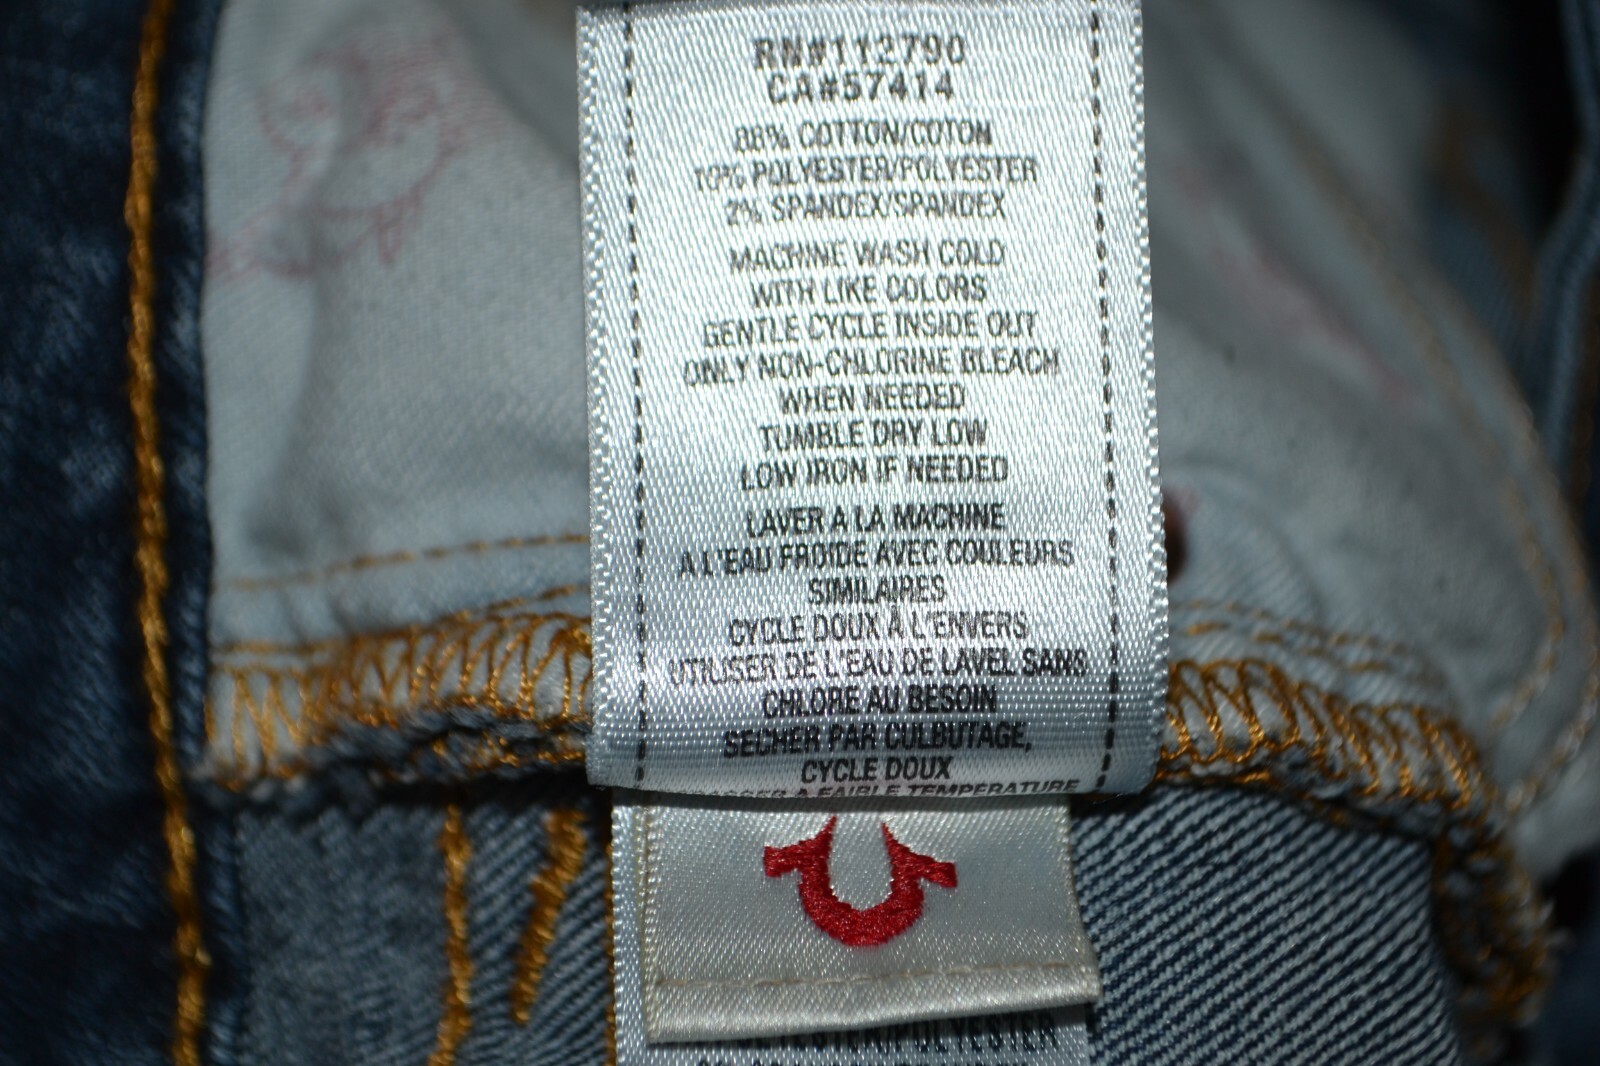 RN#112790
CA#57414
88% COTTON/COTON
10% POLYESTER/POLYESTER
2% SPANDEX/SPANDEX
MACHINE WASH COLD
WITH LIKE COLORS
GENTLE CYCLE INSIDE OUT
ONLY NON-CHLORINE BLEACH
WHEN NEEDED
TUMBLE DRY LOW
LOW IRON IF NEEDED
LAVER A LA MACHINE
A L'EAU FROIDE AVEC COULEURS
SIMILAIRES
CYCLE DOUX À L'ENVERS
UTILISER DE L'EAU DE LAVEL SANS
CHLORE AU BESOIN
SECHER PAR CULBUTAGE,
CYCLE DOUX
A FAIBLE TEMPERATURE